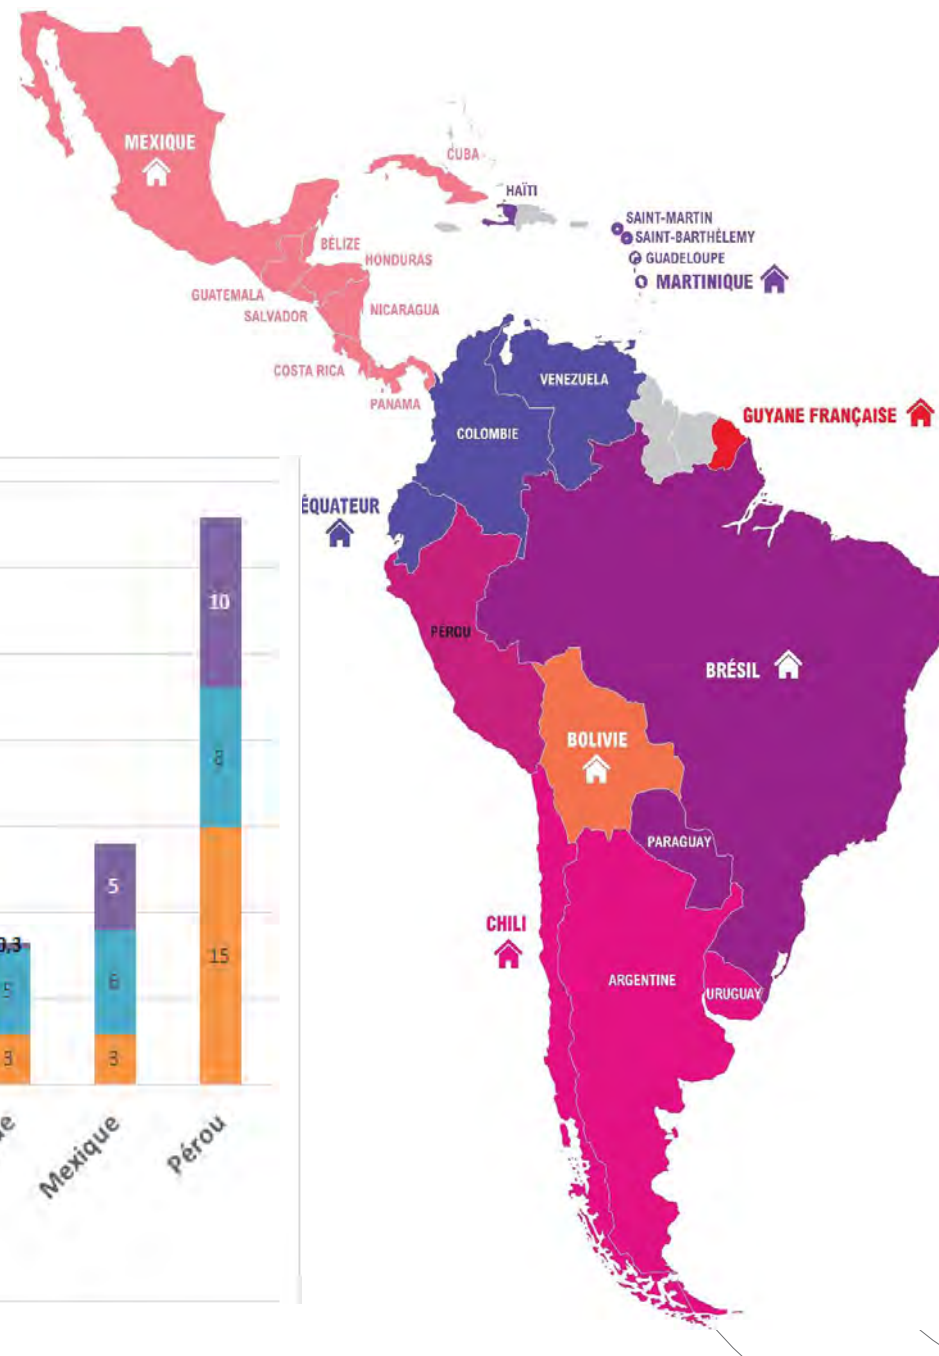 MEXIQUE
CUBA
HAÏTI
SAINT-MARTIN
SAINT-BARTHÉLEMY
GUADELOUPE
MARTINIQUE
BÉLIZE
HONDURAS
GUATEMALA
SALVADOR
NICARAGUA
COSTA RICA
PANAMA
VENEZUELA
COLOMBIE
GUYANE FRANÇAISE
ÉQUATEUR
PÉROU
BRÉSIL
BOLIVIE
PARAGUAY
CHILI
ARGENTINE
URUGUAY
10
8
15
5
6
3
0,3
5
3
Mexique
Pérou